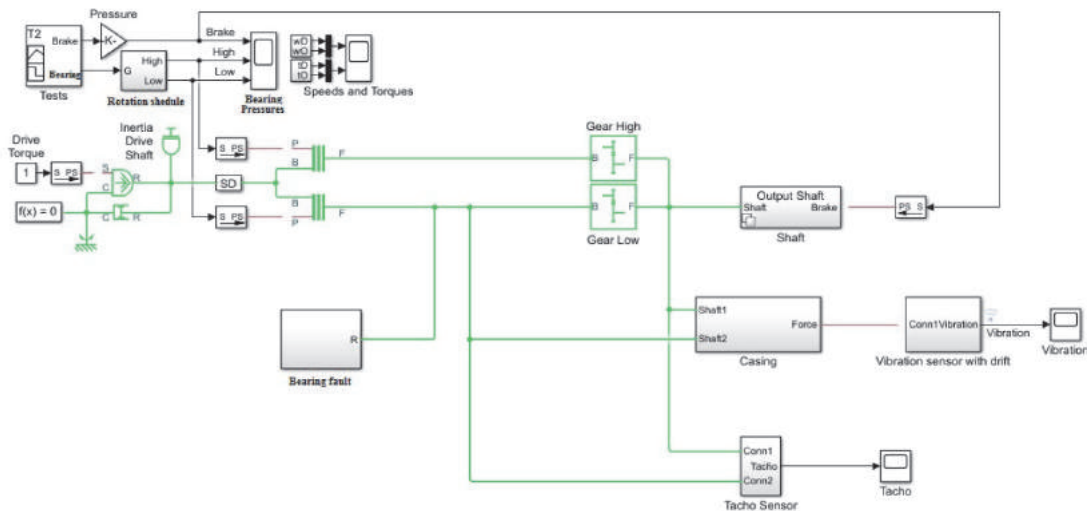 Pressure
T2
Brake
-K-
Bearing
Tests
G
High
Low
Rotation shedule
Brake
High
Low
Bearing
Pressures
wD
wO
tD
tO
Speeds and Torques
Drive
Torque
1
S PS
f(x) = 0
Inertia
Drive
Shaft
S
C
R
C
R
SD
S PS
P
B
F
S PS
B
P
F
Gear High
B
F
B
F
Gear Low
Output Shaft
Shaft
Brake
Shaft
PS S
R
Bearing fault
Shaft1
Force
Shaft2
Casing
Conn1
Vibration
Vibration sensor with drift
Vibration
Vibration
Conn1
Tacho
Conn2
Tacho Sensor
Tacho